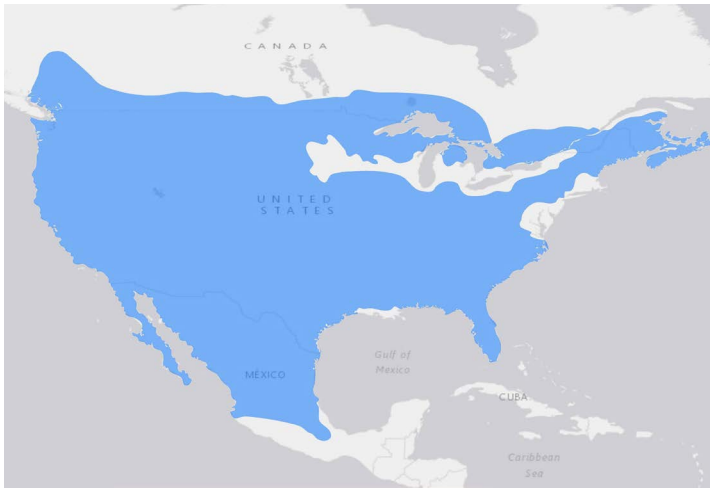 CANADA
UNITED
STATES
MÉXICO
Gulf of
Mexico
CUBA
Caribbean
Sea